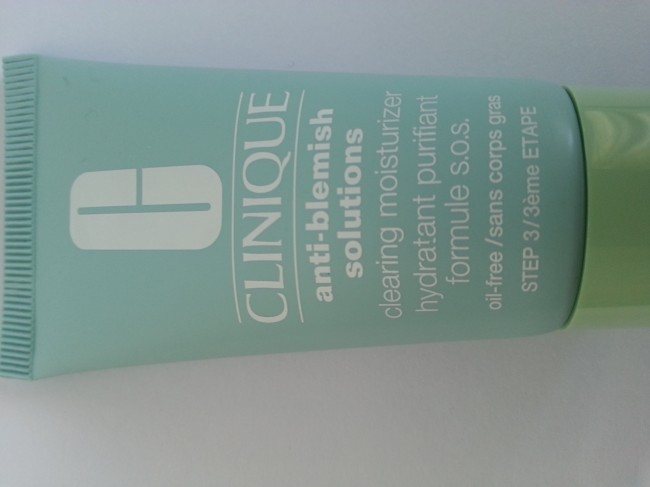 CLINIQUE
anti-blemish
solutions
clearing moisturizer
hydratant purifiant
formule s.o.s.
oil-free/sans corps gras
STEP 3/3ème ETAPE